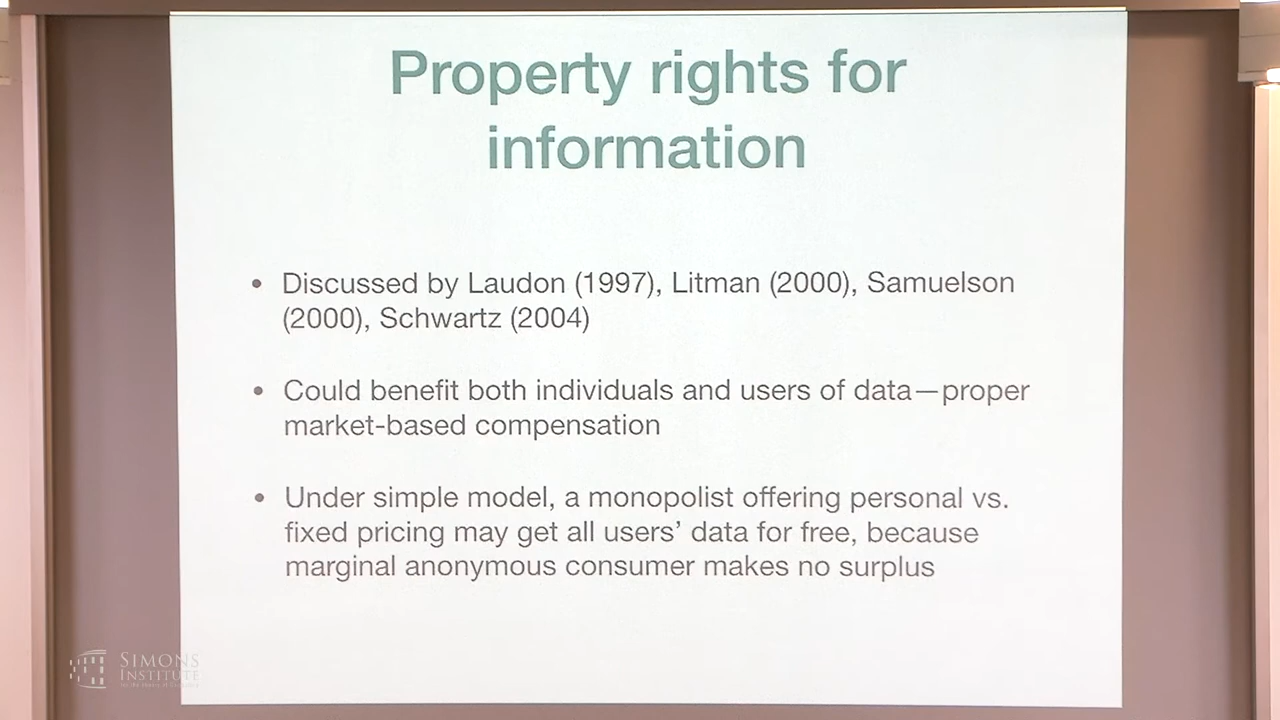 Property rights for
information
• Discussed by Laudon (1997), Litman (2000), Samuelson
(2000), Schwartz (2004)
• Could benefit both individuals and users of data—proper
market-based compensation
• Under simple model, a monopolist offering personal vs.
fixed pricing may get all users’ data for free, because
marginal anonymous consumer makes no surplus
SIMONS
INSTITUTE